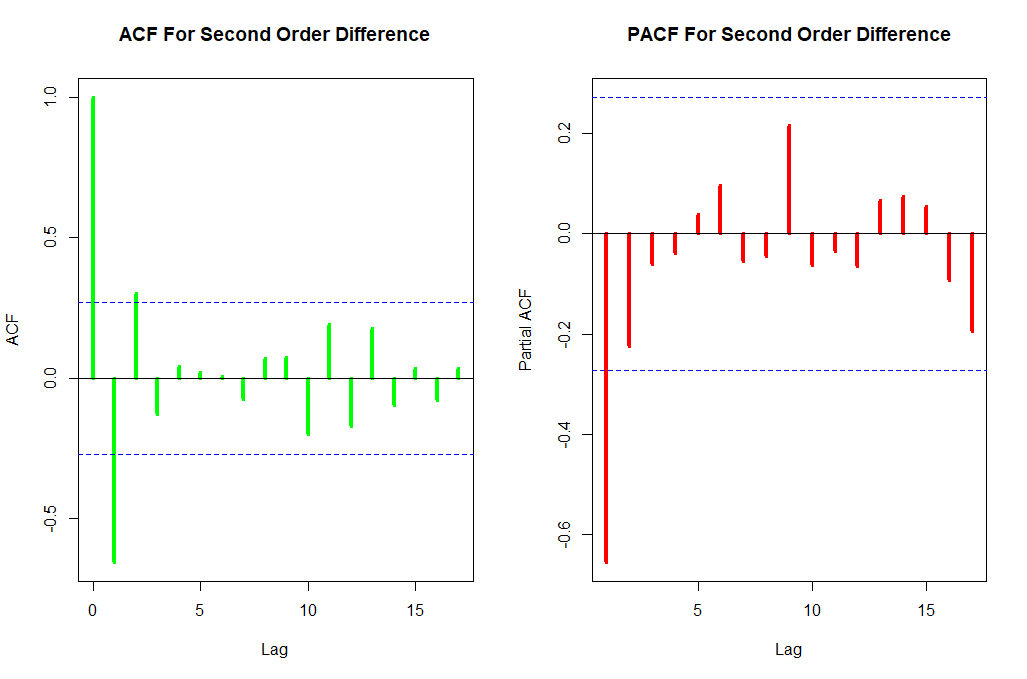 ACF For Second Order Difference
ACF
1.0
0.5
0.0
-0.5
0 5 10 15
Lag
PACF For Second Order Difference
Partial ACF
0.2
0.0
-0.2
-0.4
-0.6
5 10 15
Lag